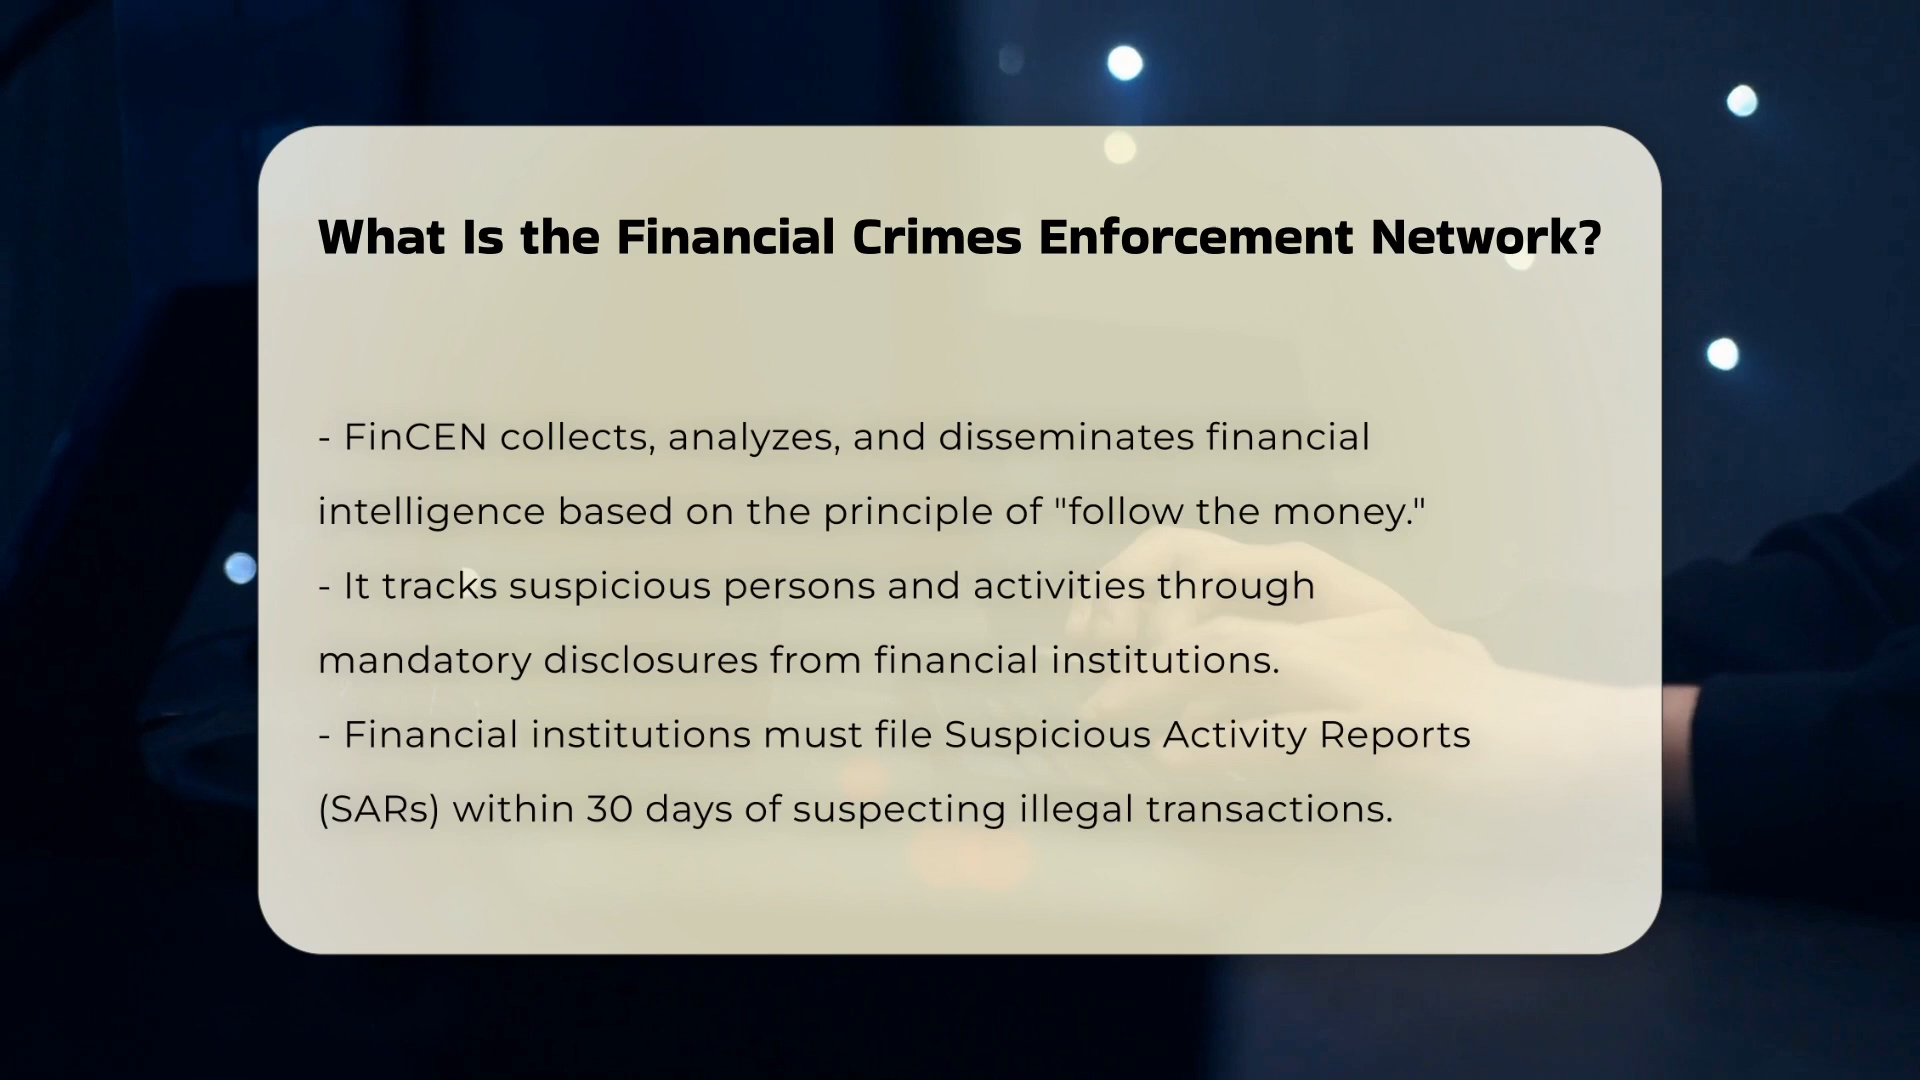 What Is the Financial Crimes Enforcement Network?
- FinCEN collects, analyzes, and disseminates financial
intelligence based on the principle of "follow the money."
- It tracks suspicious persons and activities through
mandatory disclosures from financial institutions.
- Financial institutions must file Suspicious Activity Reports
(SARs) within 30 days of suspecting illegal transactions.